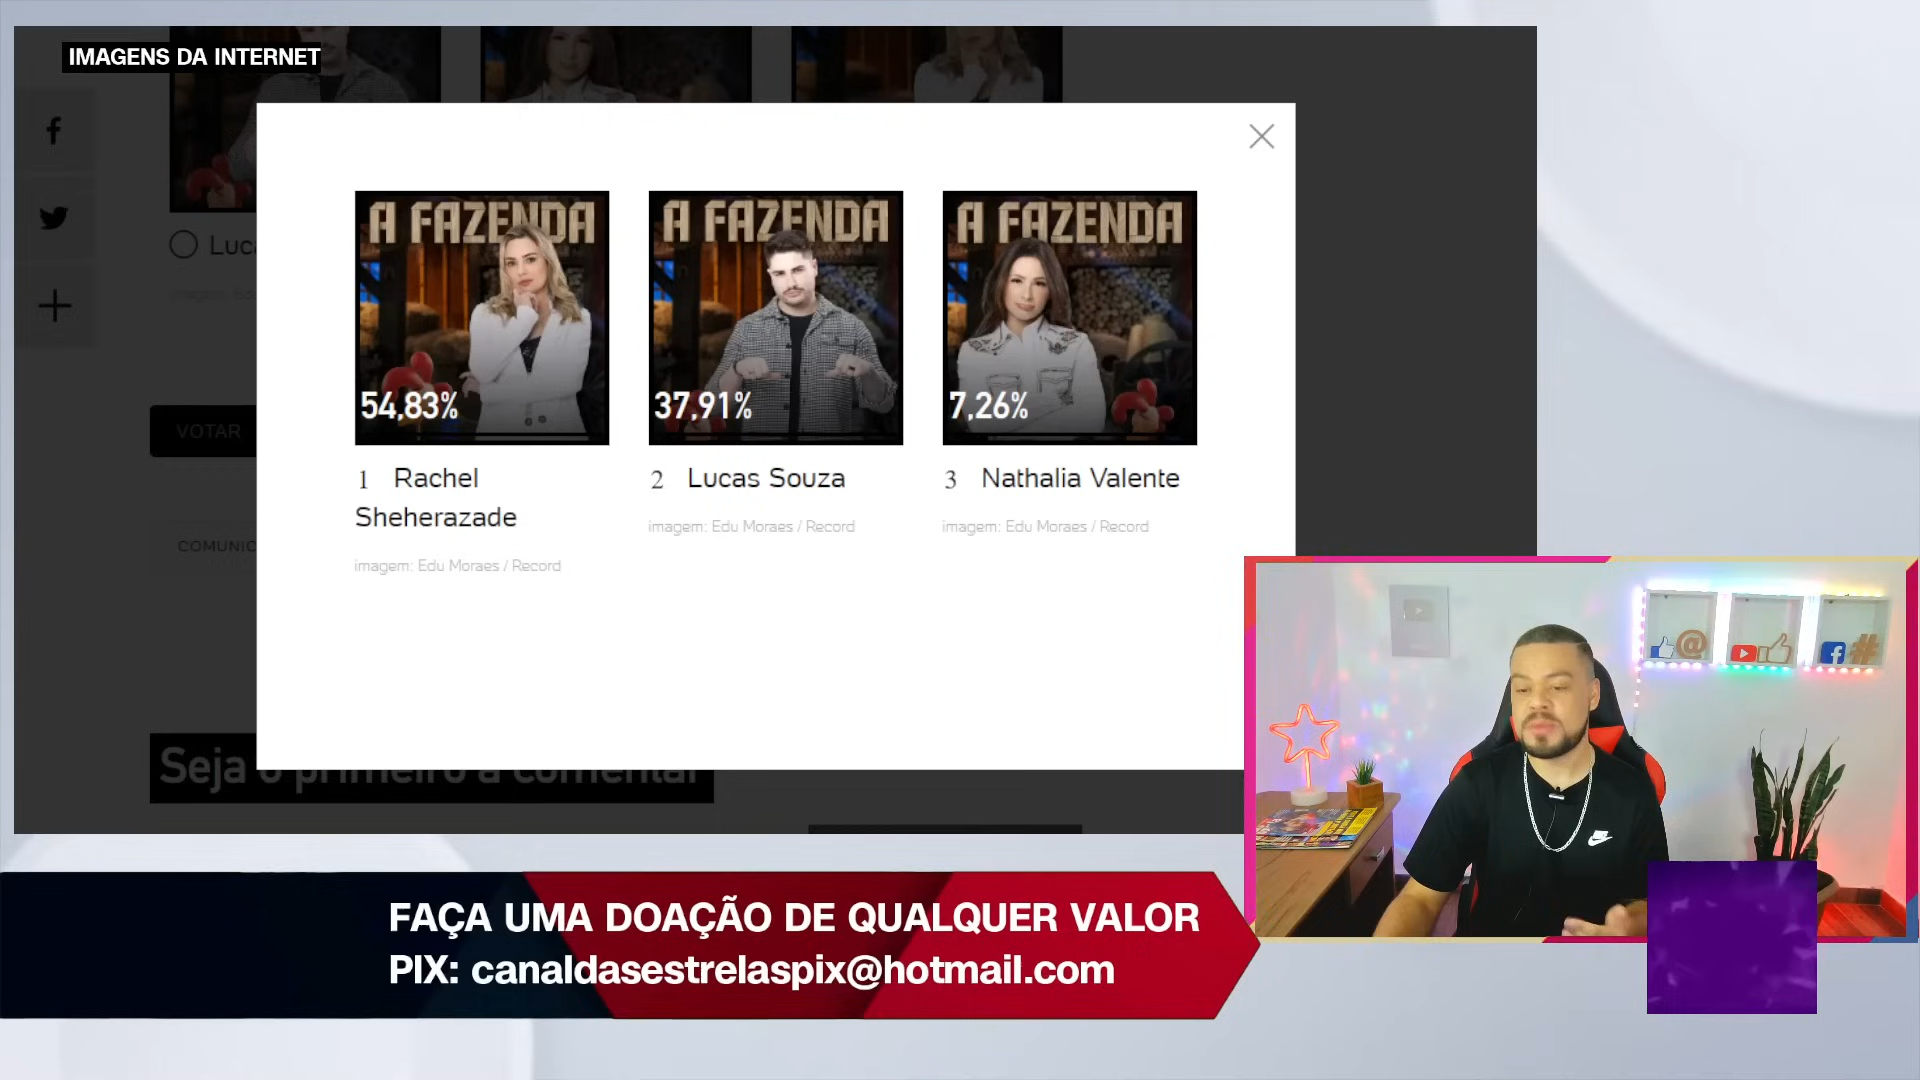 IMAGENS DA INTERNET
A FAZENDA
54,83%
1 Rachel
Sheherazade
imagem: Edu Moraes / Record
A FAZENDA
37,91%
2 Lucas Souza
imagem: Edu Moraes / Record
A FAZENDA
7,26%
3 Nathalia Valente
imagem: Edu Moraes / Record
Luca
VOTAR
COMUNIC
Seja o primeiro a comentar
FAÇA UMA DOAÇÃO DE QUALQUER VALOR
PIX: canaldasestrelaspix@hotmail.com